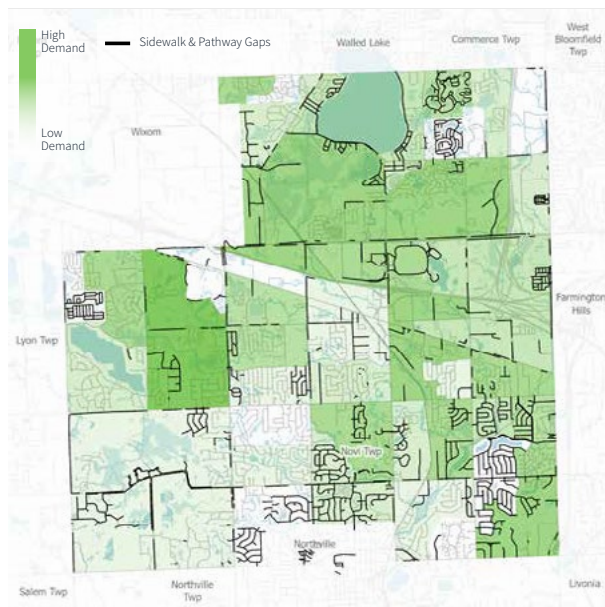 High
Demand
Sidewalk & Pathway Gaps
Low
Demand
Walled Lake
Commerce Twp
West
Bloomfield
Twp
Wixom
Farmington
Hills
Lyon Twp
Novi Twp
Northville
Salem Twp
Northville
Twp
Livonia